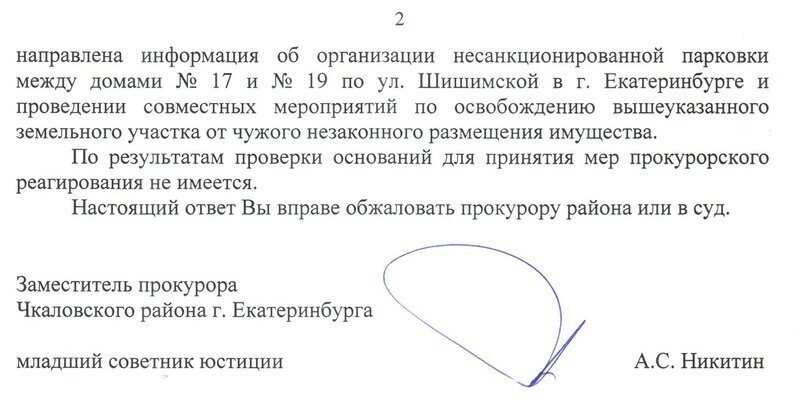 2
направлена информация об организации несанкционированной парковки
между домами № 17 и № 19 по ул. Шишимской в г. Екатеринбурге и
проведении совместных мероприятий по освобождению вышеуказанного
земельного участка от чужого незаконного размещения имущества.
По результатам проверки оснований для принятия мер прокурорского
реагирования не имеется.
Настоящий ответ Вы вправе обжаловать прокурору района или в суд.
Заместитель прокурора
Чкаловского района г. Екатеринбурга
младший советник юстиции А.С. Никитин